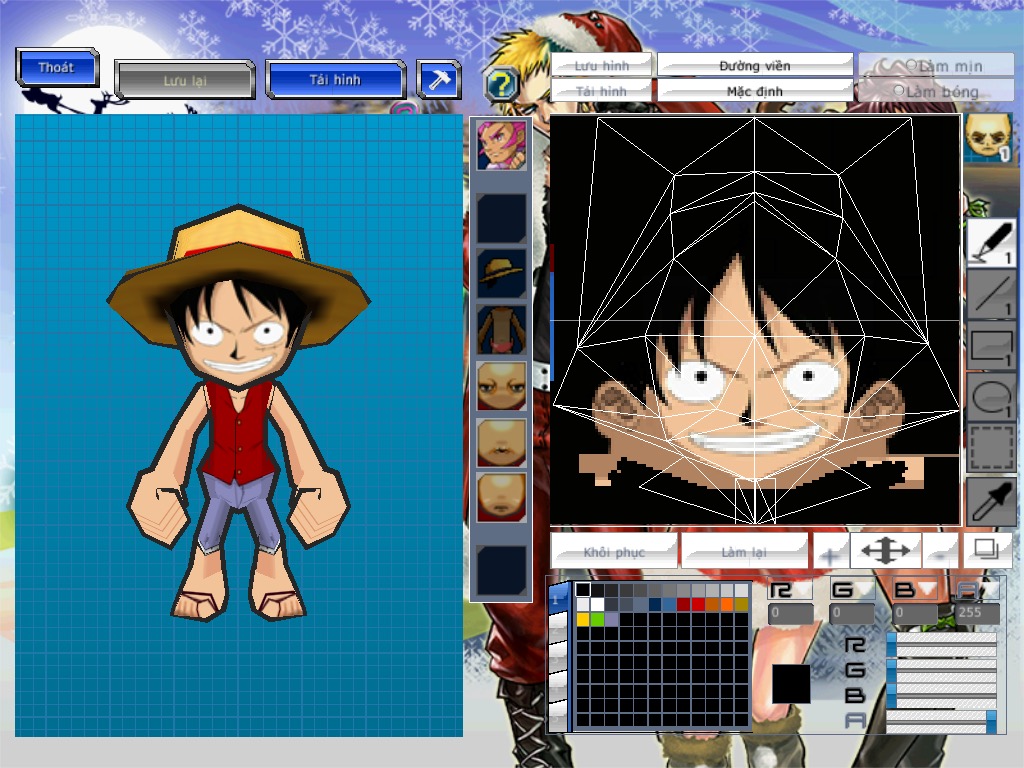 Thoát
Lưu lại
Tải hình
?
Lưu hình
Đường viền
Làm mịn
Tải hình
Mặc định
Làm bóng
1
1
1
1
1
Khôi phục
Làm lại
+
-
1
R G B A
0 0 0 255
R
G
B
A